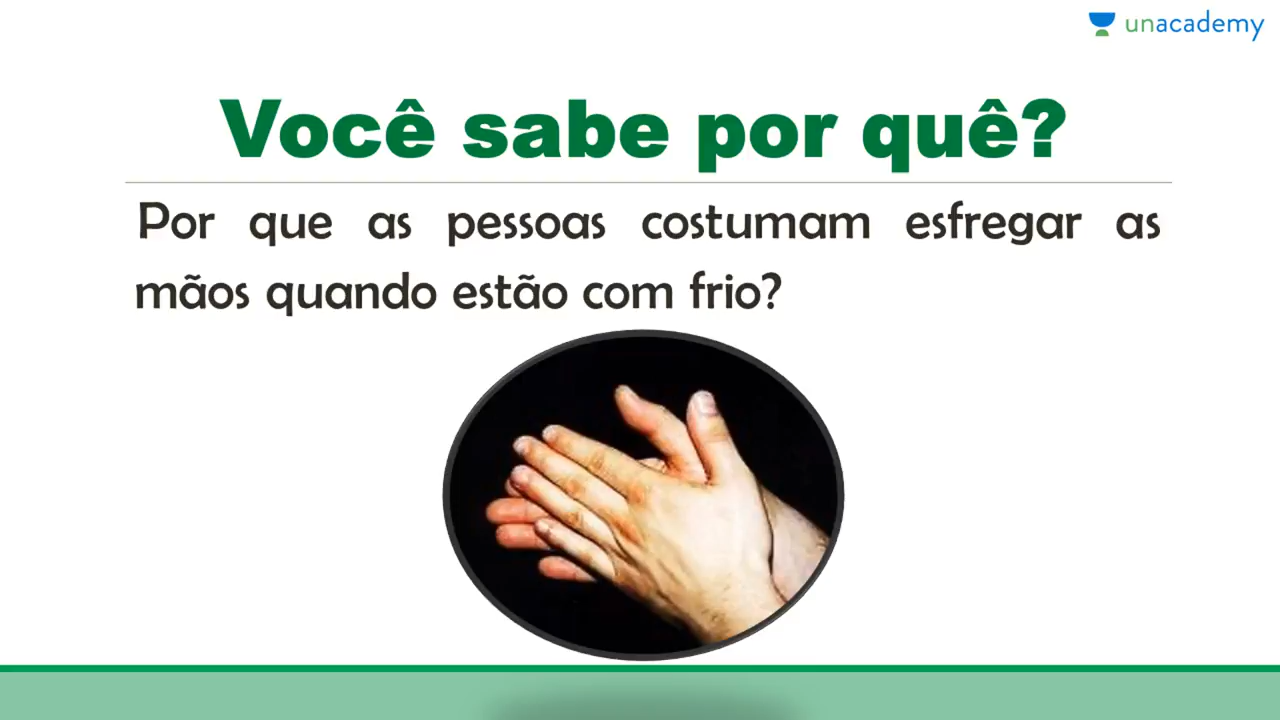 unacademy
Você sabe por quê?
Por que as pessoas costumam esfregar as
mãos quando estão com frio?